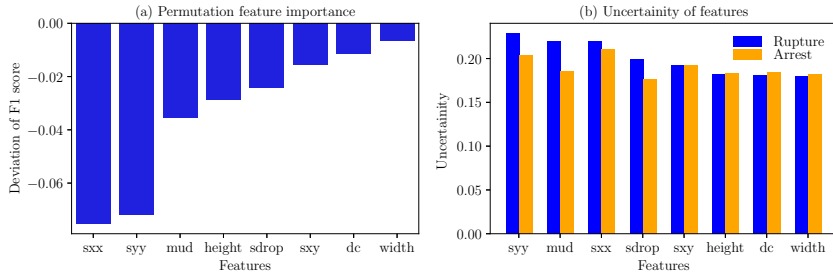 (a) Permutation feature importance
0.00
−0.02
−0.04
−0.06
Deviation of F1 score
sxx syy mud height sdrop sxy dc width
Features
(b) Uncertainity of features
Rupture
Arrest
0.20
0.15
0.10
0.05
0.00
Uncertainity
syy mud sxx sdrop sxy height dc width
Features